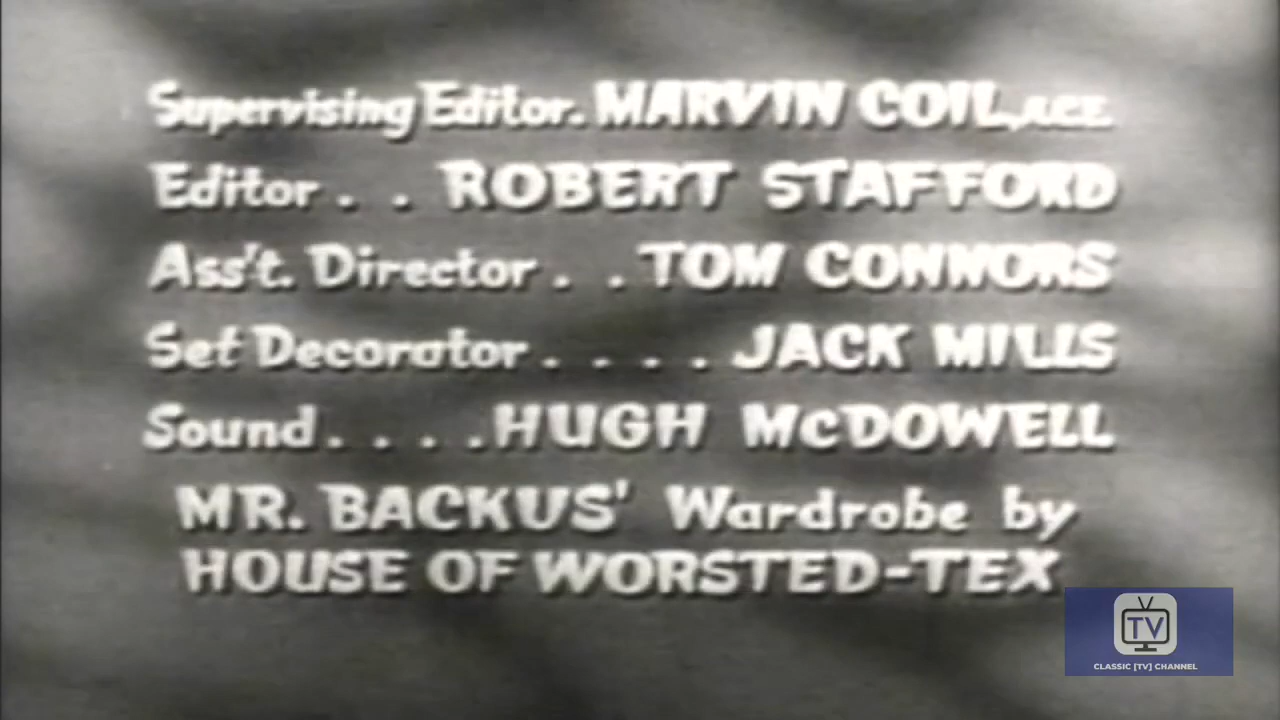 Supervising Editor. MARVIN COIL, A.C.E.
Editor . . ROBERT STAFFORD
Ass't. Director . . TOM CONNORS
Set Decorator . . . . JACK MILLS
Sound . . . . HUGH McDOWELL
MR. BACKUS' Wardrobe by
HOUSE OF WORSTED-TEX
TV
CLASSIC [TV] CHANNEL